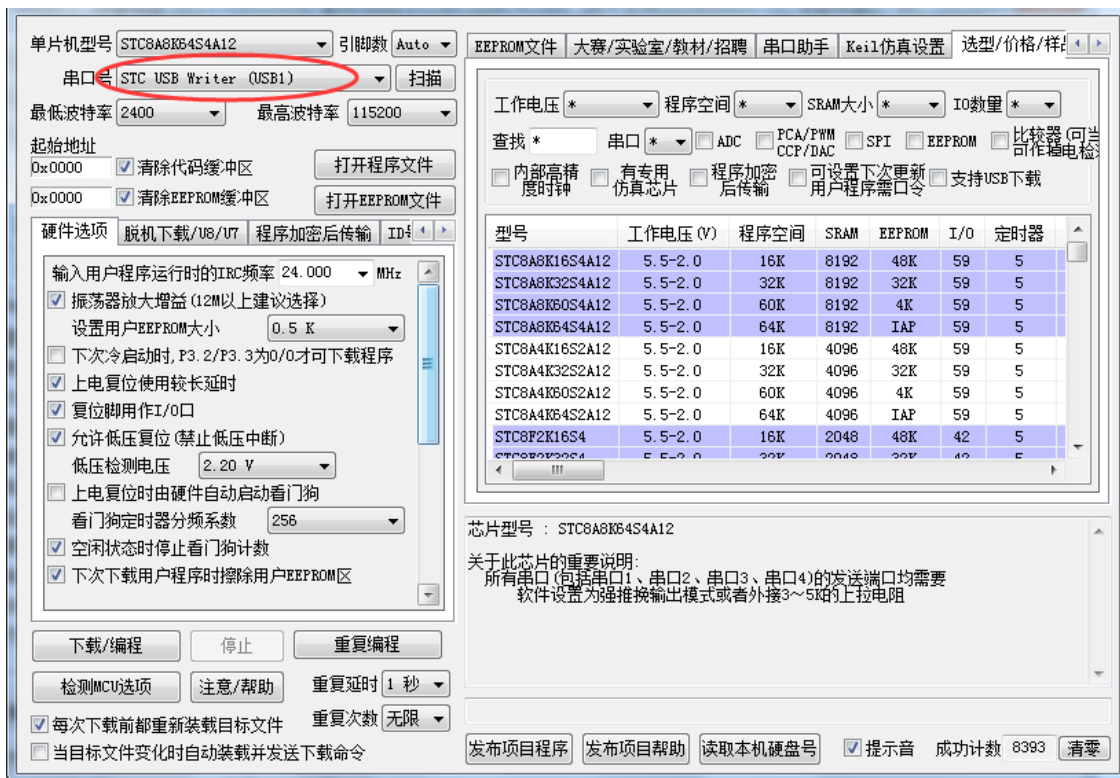 单片机型号 STC8A8K64S4A12 引脚数 Auto
串口号 STC USB Writer (USB1) 扫描
最低波特率 2400 最高波特率 115200
起始地址
0x0000 清除代码缓冲区 打开程序文件
0x0000 清除EEPROM缓冲区 打开EEPROM文件
硬件选项 脱机下载/U8/U7 程序加密后传输
输入用户程序运行时的IRC频率 24.000 MHz
振荡器放大增益(12M以上建议选择)
设置用户EEPROM大小 0.5 K
下次冷启动时,P3.2/P3.3为0/0才可下载程序
上电复位使用较长延时
复位脚用作I/O口
允许低压复位(禁止低压中断)
低压检测电压 2.20 V
上电复位时由硬件自动启动看门狗
看门狗定时器分频系数 256
空闲状态时停止看门狗计数
下次下载用户程序时擦除用户EEPROM区
下载/编程 停止 重复编程
检测MCU选项 注意/帮助 重复延时 1 秒
每次下载前都重新装载目标文件 重复次数 无限
当目标文件变化时自动装载并发送下载命令
EEPROM文件 大赛/实验室/教材/招聘 串口助手 Keil仿真设置 选型/价格/样
工作电压 * 程序空间 * SRAM大小 * IO数量 *
查找 * 串口 * ADC PCA/PWM CCP/DAC SPI EEPROM 比较器(可当可作掉电检
内部高精度时钟 有专用仿真芯片 程序加密后传输 可设置下次更新用户程序需口令 支持USB下载
型号 工作电压(V) 程序空间 SRAM EEPROM I/O 定时器
STC8A8K16S4A12 5.5-2.0 16K 8192 48K 59 5
STC8A8K32S4A12 5.5-2.0 32K 8192 32K 59 5
STC8A8K60S4A12 5.5-2.0 60K 8192 4K 59 5
STC8A8K64S4A12 5.5-2.0 64K 8192 IAP 59 5
STC8A4K16S2A12 5.5-2.0 16K 4096 48K 59 5
STC8A4K32S2A12 5.5-2.0 32K 4096 32K 59 5
STC8A4K60S2A12 5.5-2.0 60K 4096 4K 59 5
STC8A4K64S2A12 5.5-2.0 64K 4096 IAP 59 5
STC8F2K16S4 5.5-2.0 16K 2048 48K 42 5
STC8F2K32S4 5.5-2.0 32K 2048 32K 42 5
芯片型号 : STC8A8K64S4A12
关于此芯片的重要说明:
所有串口(包括串口1、串口2、串口3、串口4)的发送端口均需要
软件设置为强推挽输出模式或者外接3~5K的上拉电阻
发布项目程序 发布项目帮助 读取本机硬盘号 提示音 成功计数 8393 清零